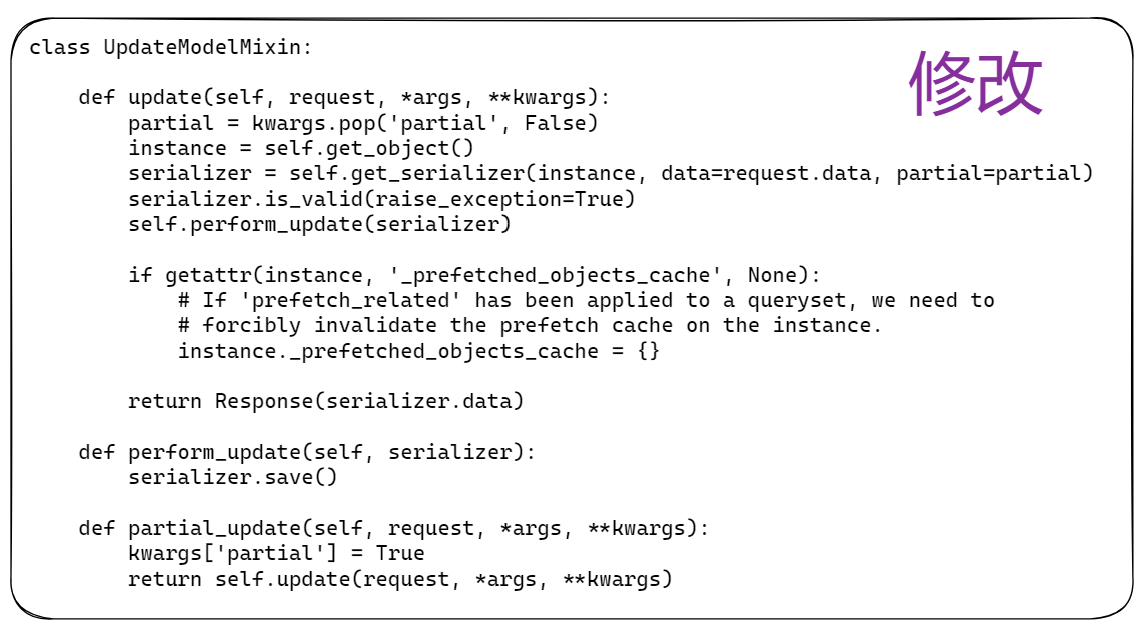 class UpdateModelMixin:
修改
    def update(self, request, *args, **kwargs):
        partial = kwargs.pop('partial', False)
        instance = self.get_object()
        serializer = self.get_serializer(instance, data=request.data, partial=partial)
        serializer.is_valid(raise_exception=True)
        self.perform_update(serializer)
        if getattr(instance, '_prefetched_objects_cache', None):
            # If 'prefetch_related' has been applied to a queryset, we need to
            # forcibly invalidate the prefetch cache on the instance.
            instance._prefetched_objects_cache = {}
        return Response(serializer.data)
    def perform_update(self, serializer):
        serializer.save()
    def partial_update(self, request, *args, **kwargs):
        kwargs['partial'] = True
        return self.update(request, *args, **kwargs)